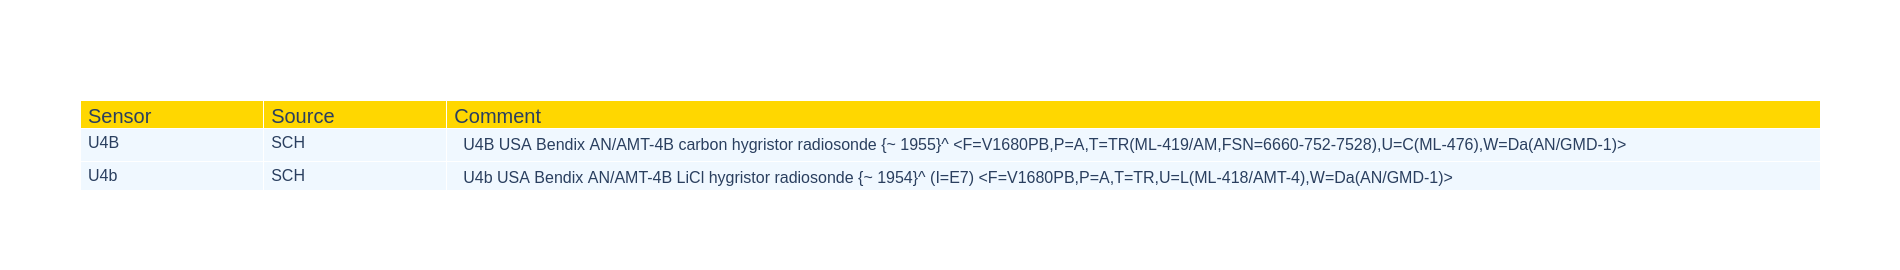 Sensor Source Comment
U4B SCH U4B USA Bendix AN/AMT-4B carbon hygristor radiosonde {~ 1955}^ <F=V1680PB,P=A,T=TR(ML-419/AM,FSN=6660-752-7528),U=C(ML-476),W=Da(AN/GMD-1)>
U4b SCH U4b USA Bendix AN/AMT-4B LiCl hygristor radiosonde {~ 1954}^ (I=E7) <F=V1680PB,P=A,T=TR,U=L(ML-418/AMT-4),W=Da(AN/GMD-1)>